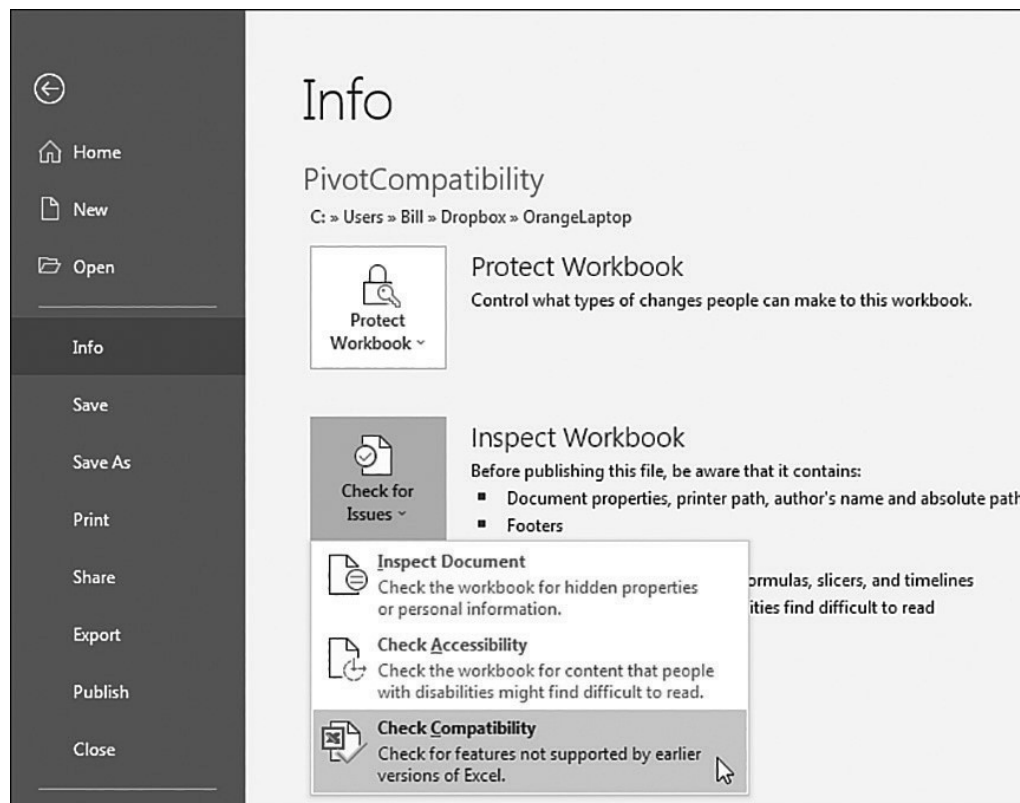 Info
PivotCompatibility
C: » Users » Bill » Dropbox » OrangeLaptop
Home
New
Open
Info
Save
Save As
Print
Share
Export
Publish
Close
Protect
Workbook
Protect Workbook
Control what types of changes people can make to this workbook.
Check for
Issues
Inspect Workbook
Before publishing this file, be aware that it contains:
Document properties, printer path, author's name and absolute path
Footers
ormulas, slicers, and timelines
ities find difficult to read
Inspect Document
Check the workbook for hidden properties
or personal information.
Check Accessibility
Check the workbook for content that people
with disabilities might find difficult to read.
Check Compatibility
Check for features not supported by earlier
versions of Excel.